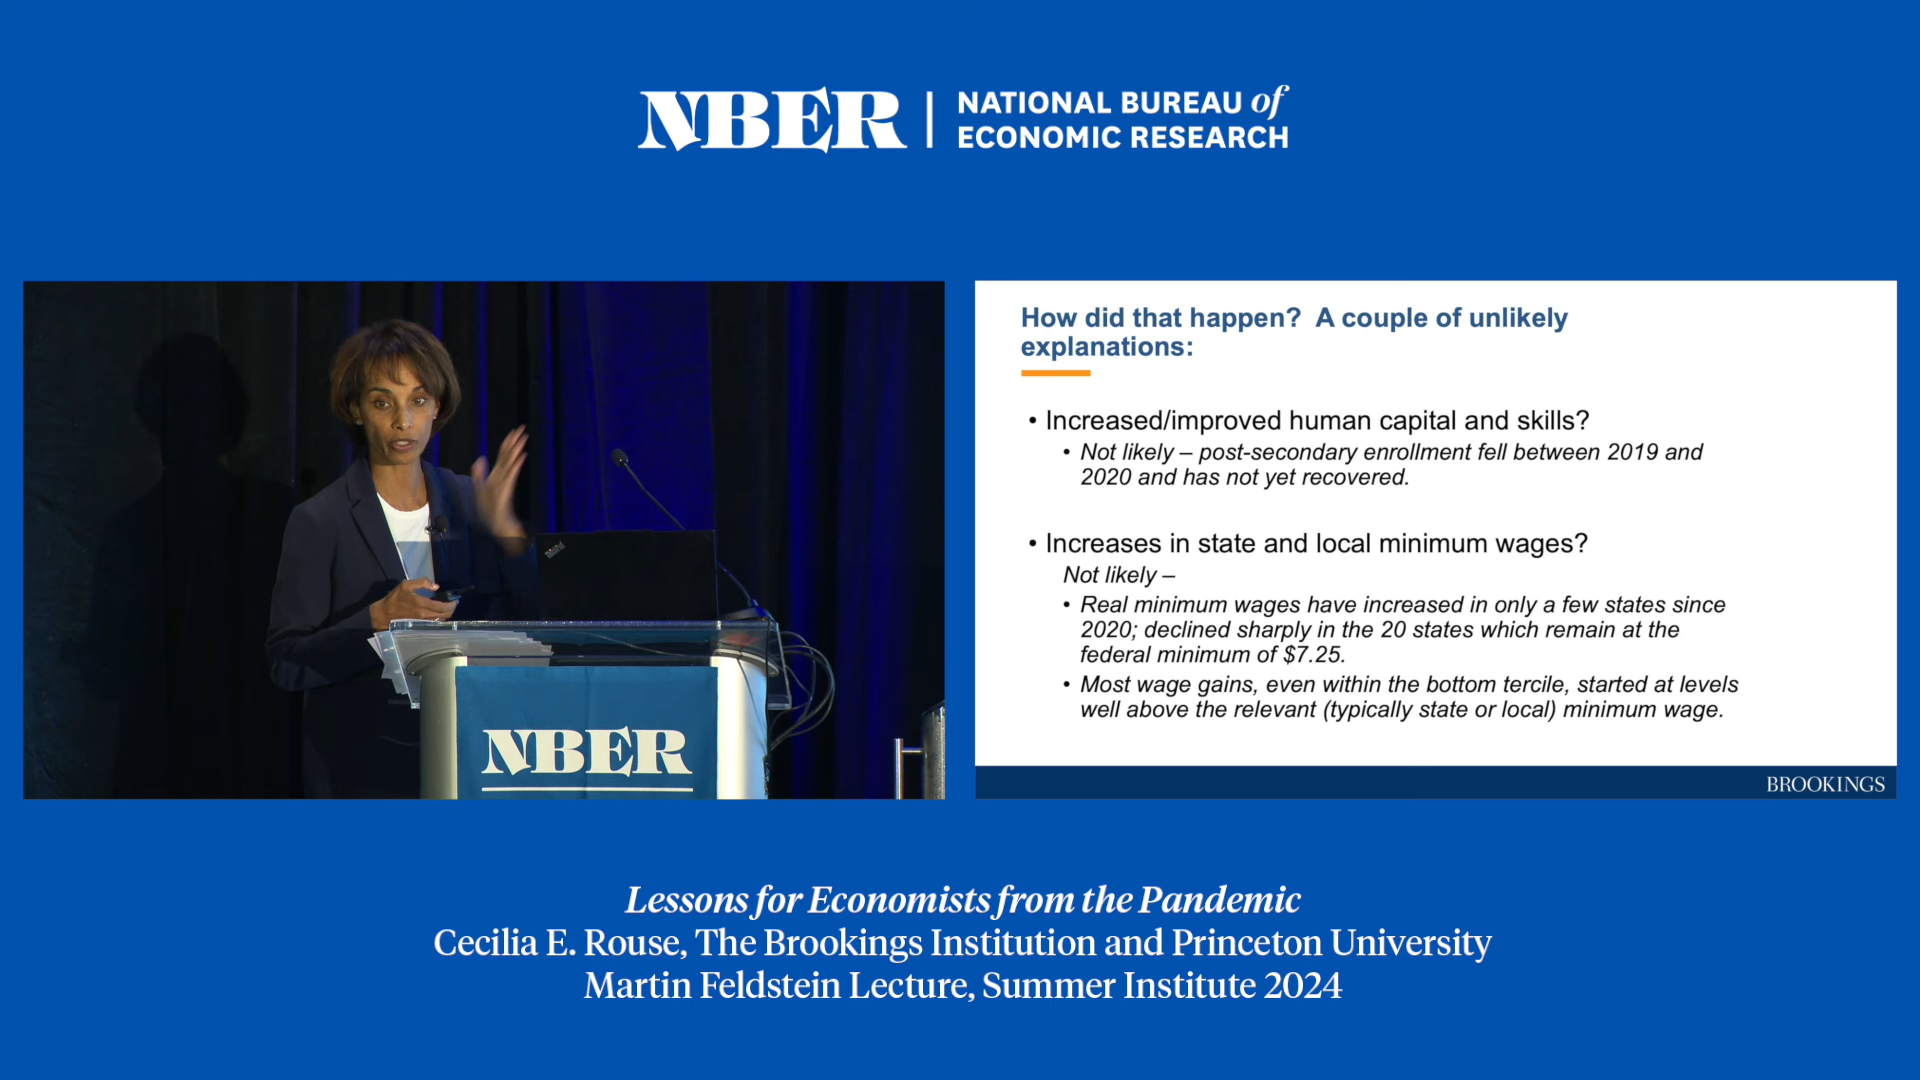 NBER | NATIONAL BUREAU of
ECONOMIC RESEARCH
How did that happen? A couple of unlikely
explanations:
• Increased/improved human capital and skills?
• Not likely – post-secondary enrollment fell between 2019 and
2020 and has not yet recovered.
• Increases in state and local minimum wages?
Not likely –
• Real minimum wages have increased in only a few states since
2020; declined sharply in the 20 states which remain at the
federal minimum of $7.25.
• Most wage gains, even within the bottom tercile, started at levels
well above the relevant (typically state or local) minimum wage.
BROOKINGS
ThinkPad
NBER
Lessons for Economists from the Pandemic
Cecilia E. Rouse, The Brookings Institution and Princeton University
Martin Feldstein Lecture, Summer Institute 2024